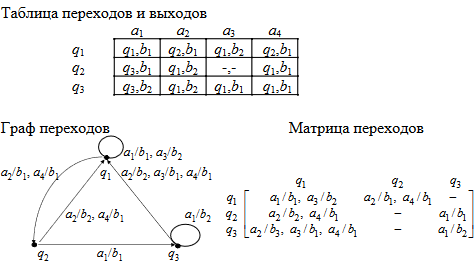 Таблица переходов и выходов
a1 a2 a3 a4
q1 q1,b1 q2,b1 q1,b2 q2,b1
q2 q3,b1 q1,b2 -,- q1,b1
q3 q3,b2 q1,b2 q1,b1 q1,b1
Граф переходов
Матрица переходов
a1/b1, a3/b2
a2/b1, a4/b1
q1
a2/b2, a3/b1, a4/b1
a2/b2, a4/b1
a1/b2
q2
a1/b1
q3
q1 q2 q3
q1 a1/b1, a3/b2 a2/b1, a4/b1 –
q2 a2/b2, a4/b1 – a1/b1
q3 a2/b3, a3/b1, a4/b1 – a1/b2